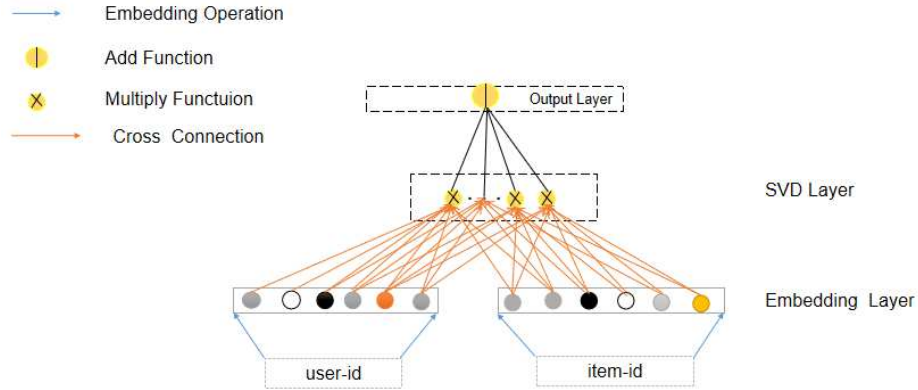 Embedding Operation
Add Function
Multiply Functuion
Cross Connection
Output Layer
SVD Layer
Embedding Layer
user-id
item-id